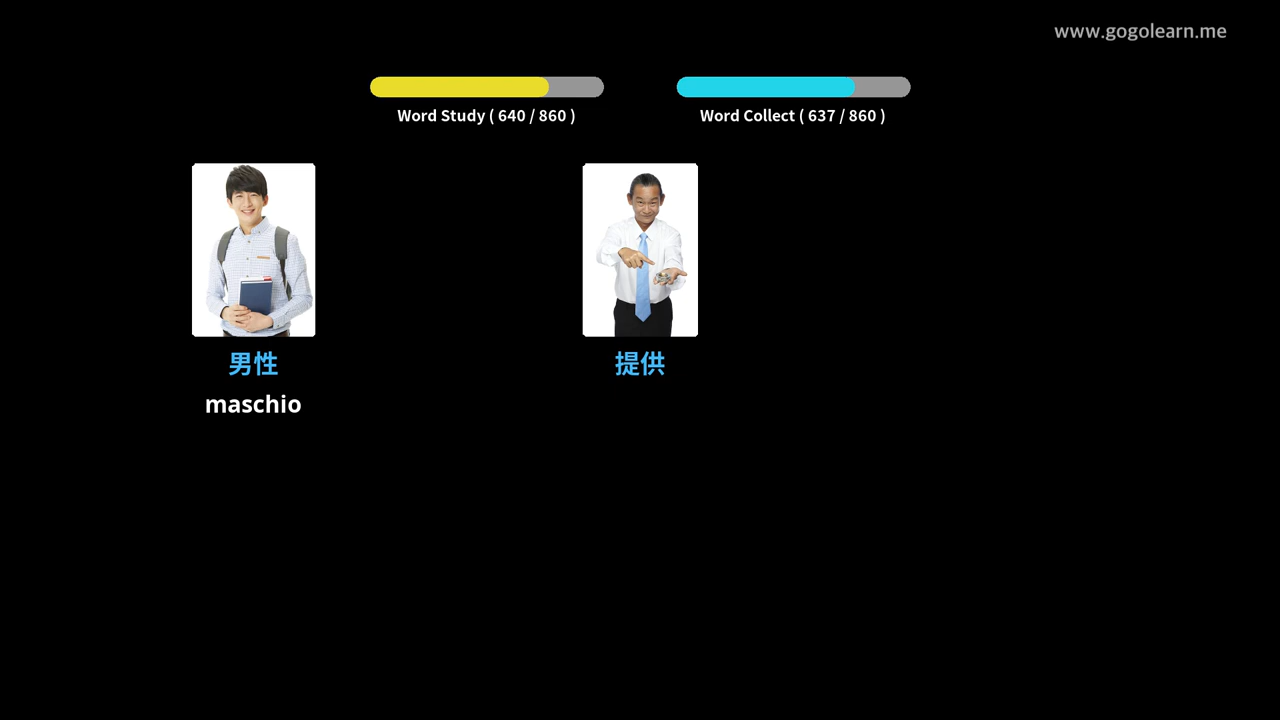 www.gogolearn.me
Word Study ( 640 / 860 )
Word Collect ( 637 / 860 )
男性
maschio
提供